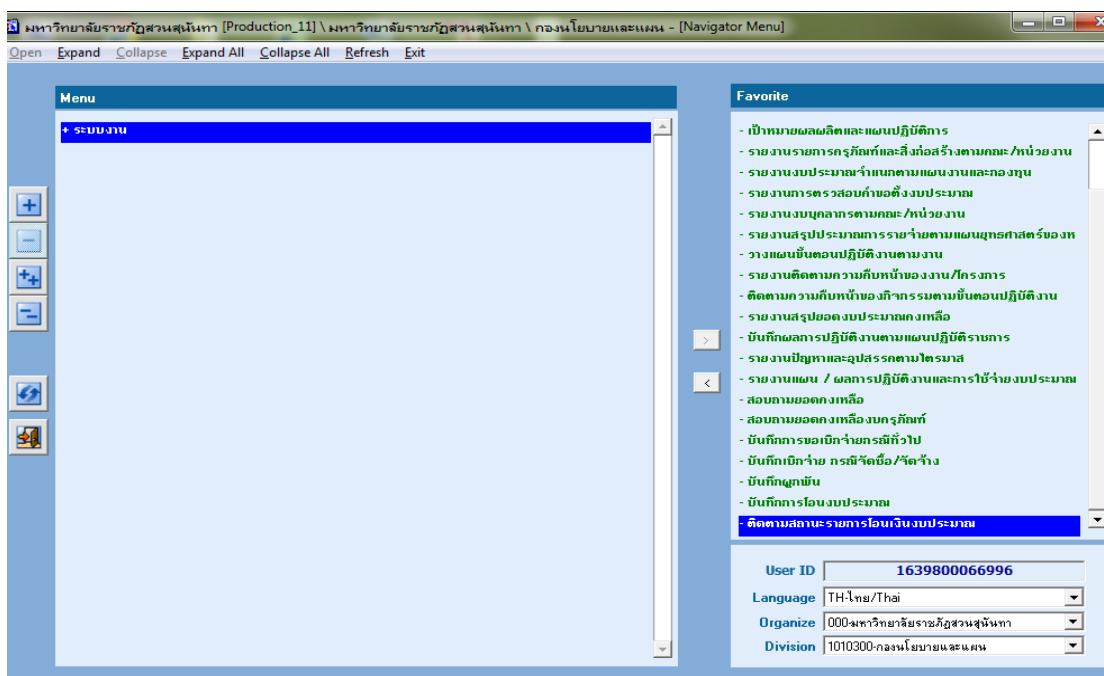 มหาวิทยาลัยราชภัฏสวนสุนันทา [Production_11] \ มหาวิทยาลัยราชภัฏสวนสุนันทา \ กองนโยบายและแผน - [Navigator Menu]
Open Expand Collapse Expand All Collapse All Refresh Exit
Menu
+ ระบบงาน
Favorite
- เป้าหมายผลผลิตและแผนปฏิบัติการ
- รายงานรายการครุภัณฑ์และสิ่งก่อสร้างตามคณะ/หน่วยงาน
- รายงานงบประมาณจำแนกตามแผนงานและกองทุน
- รายงานการตรวจสอบคำขอตั้งงบประมาณ
- รายงานงบบุคลากรตามคณะ/หน่วยงาน
- รายงานสรุปประมาณการรายจ่ายตามแผนยุทธศาสตร์ของห
- วางแผนขั้นตอนปฏิบัติงานตามงาน
- รายงานติดตามความคืบหน้าของงาน/โครงการ
- ติดตามความคืบหน้าของกิจกรรมตามขั้นตอนปฏิบัติงาน
- รายงานสรุปยอดงบประมาณคงเหลือ
- บันทึกผลการปฏิบัติงานตามแผนปฏิบัติราชการ
- รายงานปัญหาและอุปสรรคตามไตรมาส
- รายงานแผน / ผลการปฏิบัติงานและการใช้จ่ายงบประมาณ
- สอบถามยอดคงเหลือ
- สอบถามยอดคงเหลืองบครุภัณฑ์
- บันทึกการขอเบิกจ่ายกรณีทั่วไป
- บันทึกเบิกจ่าย กรณีจัดซื้อ/จัดจ้าง
- บันทึกผูกพัน
- บันทึกการโอนงบประมาณ
- ติดตามสถานะรายการโอนเงินงบประมาณ
User ID 1639800066996
Language TH-ไทย/Thai
Organize 000-มหาวิทยาลัยราชภัฏสวนสุนันทา
Division 1010300-กองนโยบายและแผน